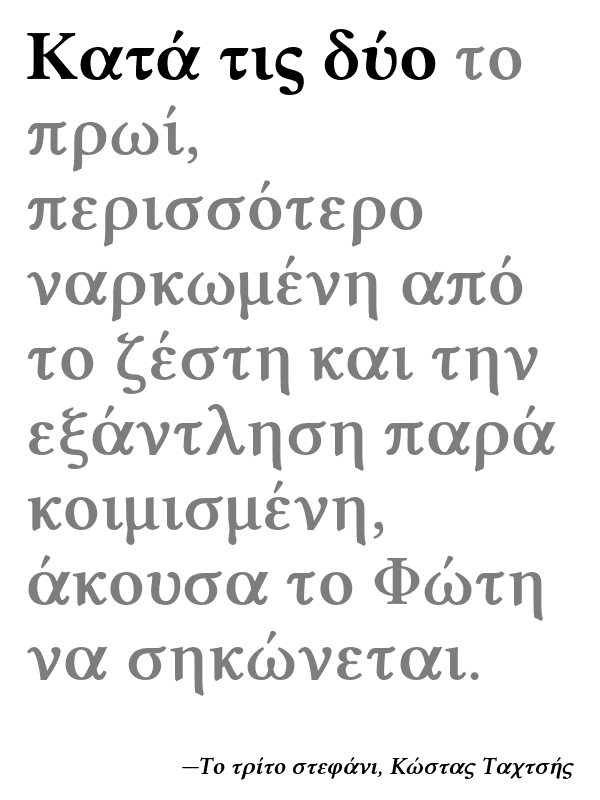 Κατά τις δύο το
πρωί,
περισσότερο
ναρκωμένη από
το ζέστη και την
εξάντληση παρά
κοιμισμένη,
άκουσα το Φώτη
να σηκώνεται.
—Το τρίτο στεφάνι, Κώστας Ταχτσής